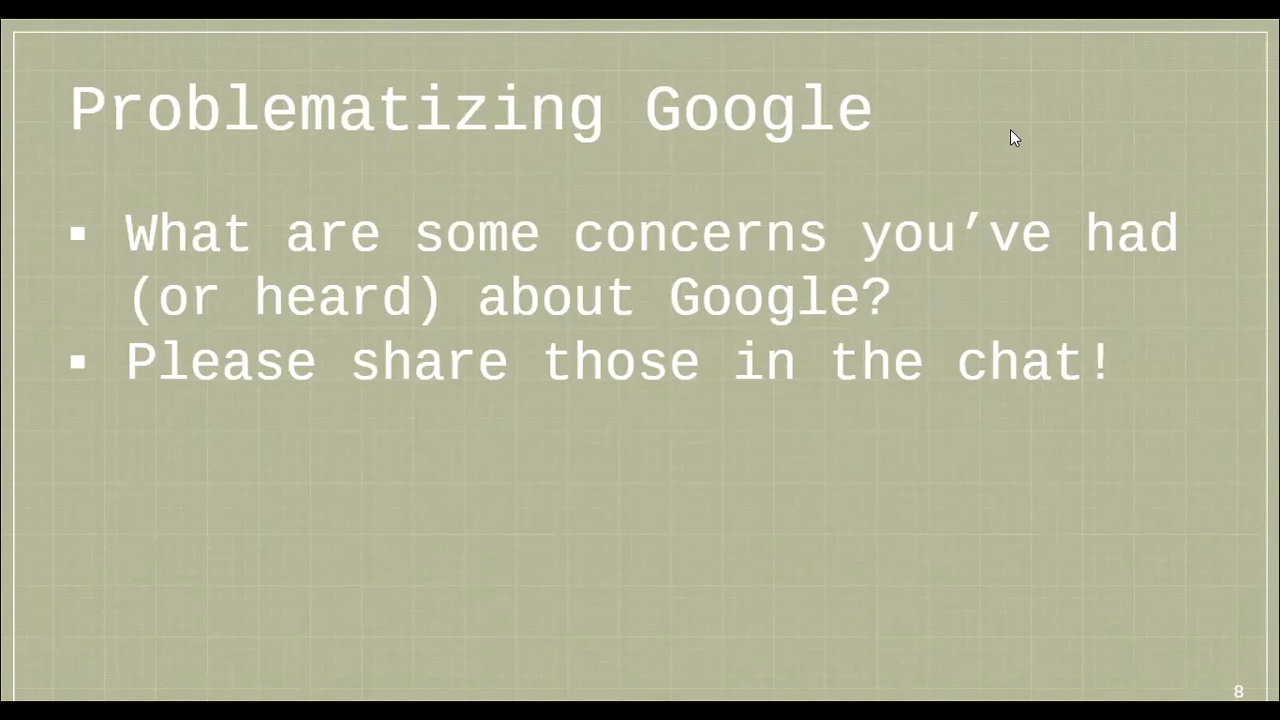 Problematizing Google
▪ What are some concerns you’ve had
(or heard) about Google?
▪ Please share those in the chat!
8